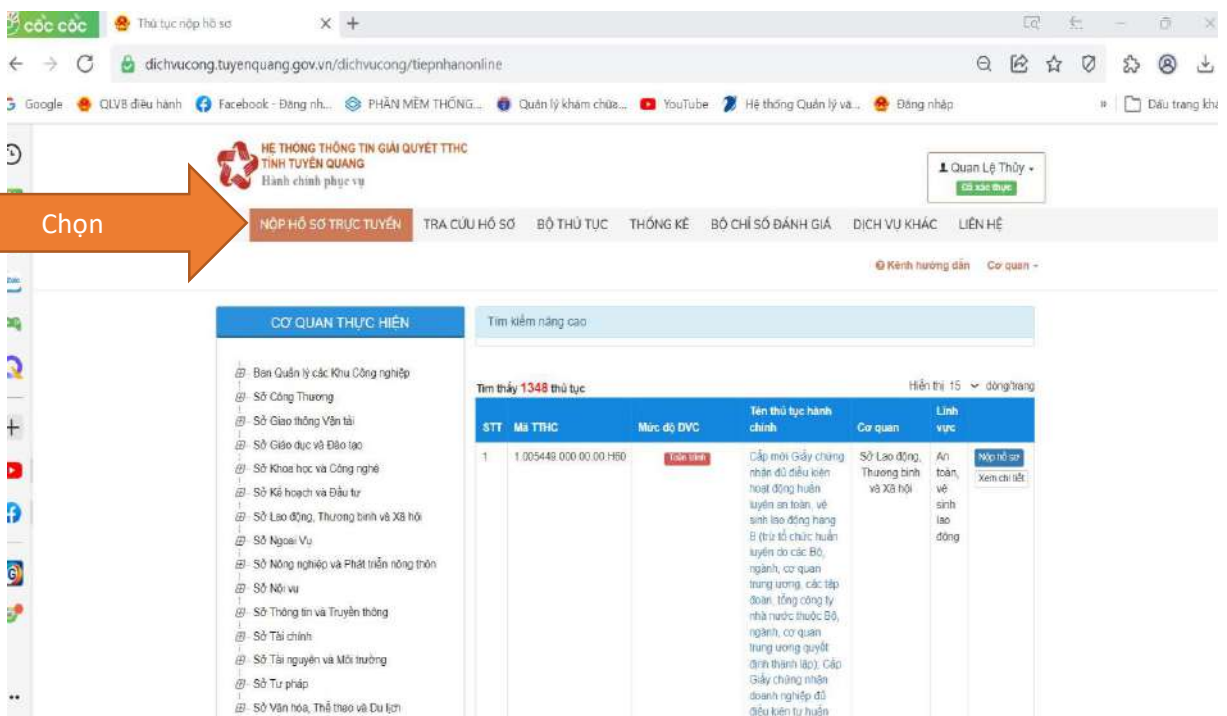 cốc cốc
Thủ tục nộp hồ sơ
dichvucong.tuyenquang.gov.vn/dichvucong/tiepnhanonline
Google QLVB điều hành Facebook - Đăng nh... PHẦN MỀM THỐNG... Quản lý khám chữa... YouTube Hệ thống Quản lý và... Đăng nhập » Dấu trang khá
HỆ THỐNG THÔNG TIN GIẢI QUYẾT TTHC
TỈNH TUYÊN QUANG
Hành chính phục vụ
Quan Lệ Thủy
Đã xác thực
Chọn
NỘP HỒ SƠ TRỰC TUYẾN TRA CỨU HỒ SƠ BỘ THỦ TỤC THỐNG KÊ BỘ CHỈ SỐ ĐÁNH GIÁ DỊCH VỤ KHÁC LIÊN HỆ
Kênh hướng dẫn Cơ quan
CƠ QUAN THỰC HIỆN
Ban Quản lý các Khu Công nghiệp
Sở Công Thương
Sở Giao thông Vận tải
Sở Giáo dục và Đào tạo
Sở Khoa học và Công nghệ
Sở Kế hoạch và Đầu tư
Sở Lao động, Thương binh và Xã hội
Sở Ngoại Vụ
Sở Nông nghiệp và Phát triển nông thôn
Sở Nội vụ
Sở Thông tin và Truyền thông
Sở Tài chính
Sở Tài nguyên và Môi trường
Sở Tư pháp
Sở Văn hóa, Thể thao và Du lịch
Tìm kiếm nâng cao
Tìm thấy 1348 thủ tục
Hiển thị 15 dòng/trang
STT Mã TTHC Mức độ DVC Tên thủ tục hành chính Cơ quan Lĩnh vực
1 1.005449.000.00.00.H60 Toàn trình
Cấp mới Giấy chứng
nhận đủ điều kiện
hoạt động huấn
luyện an toàn, vệ
sinh lao động hạng
B (trừ tổ chức huấn
luyện do các Bộ,
ngành, cơ quan
trung ương, các tập
đoàn, tổng công ty
nhà nước thuộc Bộ,
ngành, cơ quan
trung ương quyết
định thành lập); Cấp
Giấy chứng nhận
doanh nghiệp đủ
điều kiện tự huấn
Sở Lao động,
Thương binh
và Xã hội
An
toàn,
vệ
sinh
lao
động
Nộp hồ sơ
Xem chi tiết